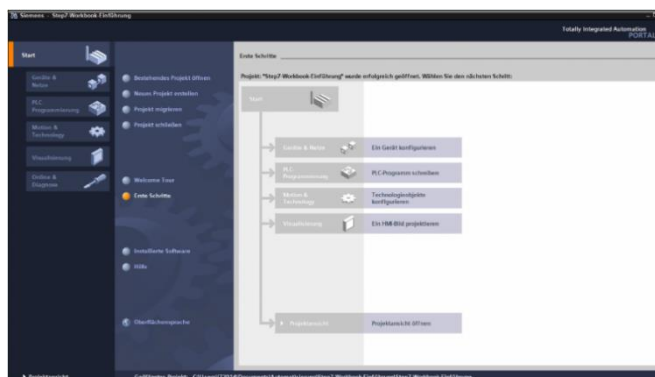 Siemens - Step7-Workbook-Einführung
Totally Integrated Automation
PORTAL
Start
Geräte &
Netze
PLC
Programmierung
Motion &
Technology
Visualisierung
Online &
Diagnose
Bestehendes Projekt öffnen
Neues Projekt erstellen
Projekt migrieren
Projekt schließen
Welcome Tour
Erste Schritte
Installierte Software
Hilfe
Oberflächensprache
Erste Schritte
Projekt: "Step7-Workbook-Einführung" wurde erfolgreich geöffnet. Wählen Sie den nächsten Schritt:
Start
Geräte & Netze
Ein Gerät konfigurieren
PLC
Programmierung
PLC-Programm schreiben
Motion &
Technology
Technologieobjekte
konfigurieren
Visualisierung
Ein HMI-Bild projektieren
Projektansicht
Projektansicht öffnen
Projektansicht
Geöffnetes Projekt: